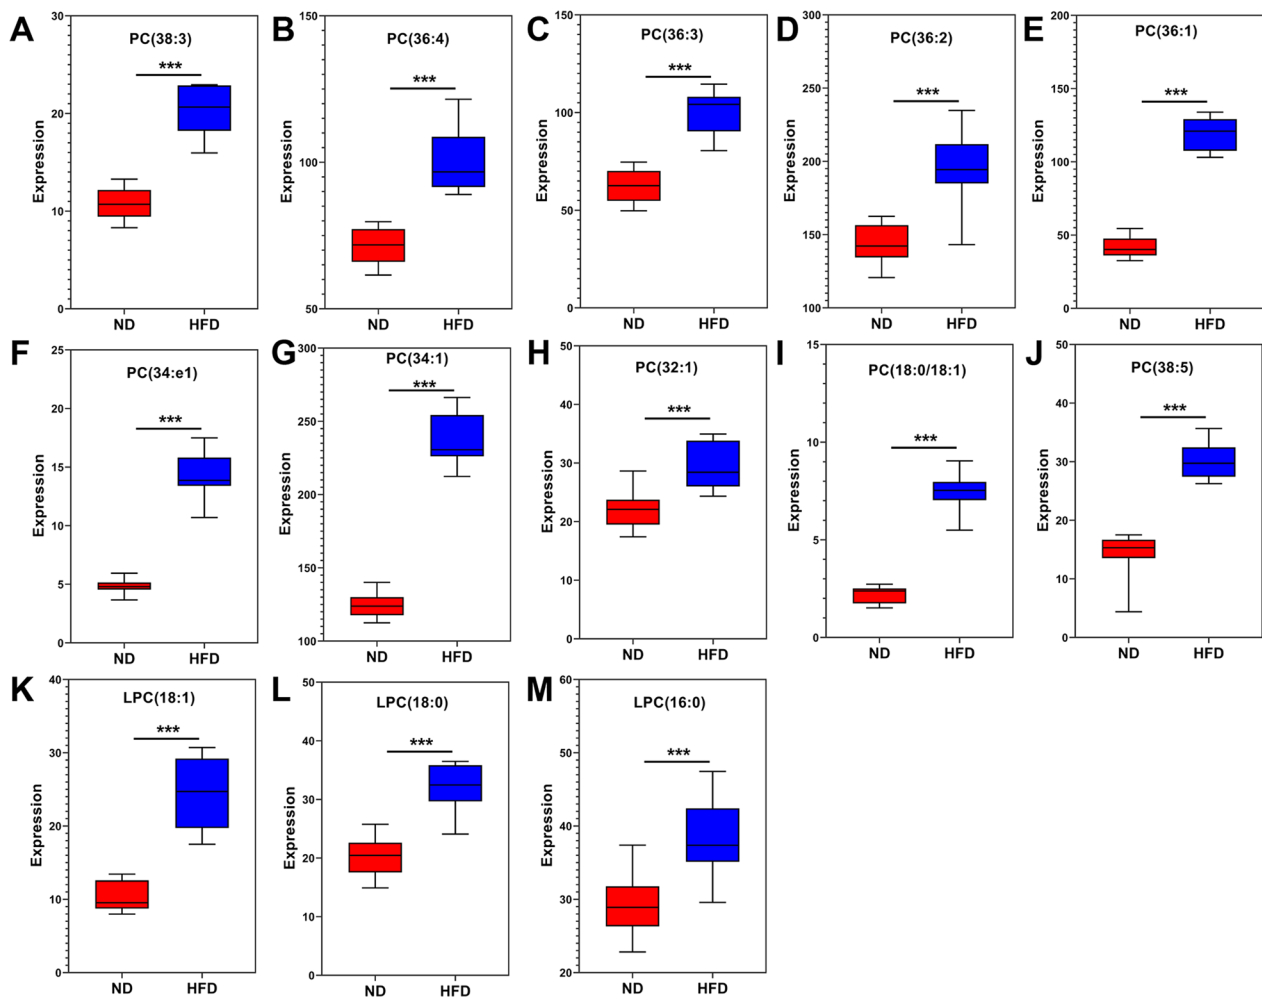 A
PC(38:3)
***
Expression
30
20
10
0
ND HFD
B
PC(36:4)
***
Expression
150
100
50
ND HFD
C
PC(36:3)
***
Expression
150
100
50
0
ND HFD
D
PC(36:2)
***
Expression
300
250
200
150
100
ND HFD
E
PC(36:1)
***
Expression
200
150
100
50
0
ND HFD
F
PC(34:e1)
***
Expression
25
20
15
10
5
0
ND HFD
G
PC(34:1)
***
Expression
300
250
200
150
100
ND HFD
H
PC(32:1)
***
Expression
50
40
30
20
10
0
ND HFD
I
PC(18:0/18:1)
***
Expression
15
10
5
0
ND HFD
J
PC(38:5)
***
Expression
50
40
30
20
10
0
ND HFD
K
LPC(18:1)
***
Expression
40
30
20
10
0
ND HFD
L
LPC(18:0)
***
Expression
50
40
30
20
10
0
ND HFD
M
LPC(16:0)
***
Expression
60
50
40
30
20
ND HFD